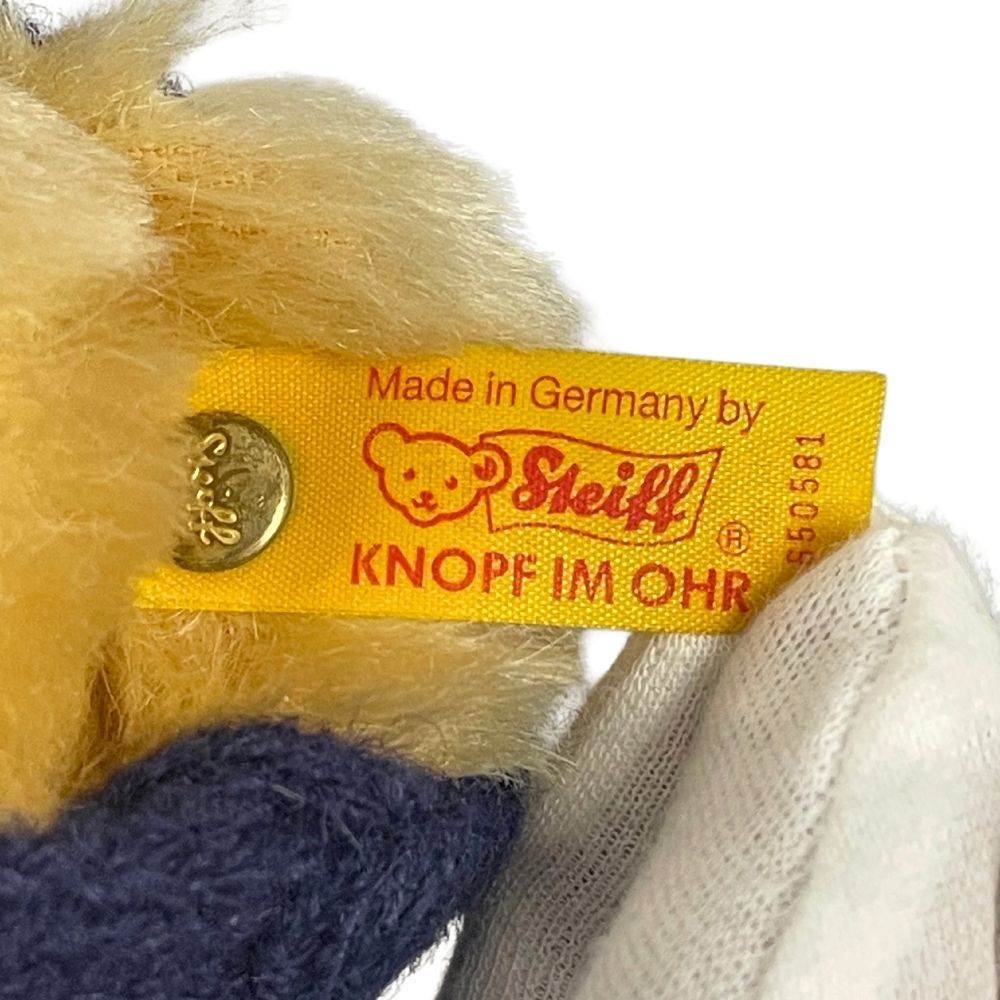 Made in Germany by
Steiff
®
KNOPF IM OHR
550581
Steiff